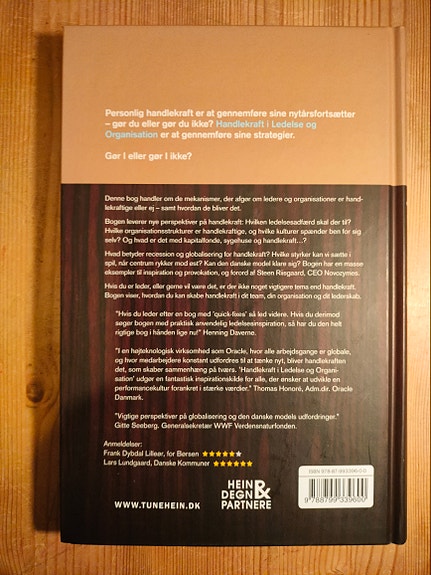 Personlig handlekraft er at gennemføre sine nytårsfortsætter
– gør du eller gør du ikke? Handlekraft i Ledelse og
Organisation er at gennemføre sine strategier.
Gør I eller gør I ikke?
Denne bog handler om de mekanismer, der afgør om ledere og organisationer er hand-
lekraftige eller ej – samt hvordan de bliver det.
Bogen leverer nye perspektiver på handlekraft: Hvilken ledelsesadfærd skal der til?
Hvilke organisationsstrukturer er handlekraftige, og hvilke kulturer spænder ben for sig
selv? Og hvad er det med kapitalfonde, sygehuse og handlekraft…?
Hvad betyder recession og globalisering for handlekraft? Hvilke styrker kan vi sætte i
spil, når centrum rykker mod øst? Kan den danske model klare sig? Bogen har en masse
eksempler til inspiration og provokation, og forord af Steen Riisgaard, CEO Novozymes.
Hvis du er leder, eller gerne vil være det, er der ikke noget vigtigere tema end handlekraft.
Bogen viser, hvordan du kan skabe handlekraft i dit team, din organisation og dit lederskab.
"Hvis du leder efter en bog med 'quick-fixes' så led videre. Hvis du derimod
søger bogen med praktisk anvendelig ledelsesinspiration, så har du den helt
rigtige bog i hånden lige nu!" Henning Daverne.
"I en højteknologisk virksomhed som Oracle, hvor alle arbejdsgange er globale,
og hvor medarbejdere konstant udfordres til at tænke nyt, bliver handlekraften
det, som skaber sammenhæng på tværs. 'Handlekraft i Ledelse og Organi-
sation' udgør en fantastisk inspirationskilde for alle, der ønsker at udvikle en
performancekultur forankret i stærke værdier." Thomas Honoré, Adm.dir. Oracle
Danmark.
"Vigtige perspektiver på globalisering og den danske models udfordringer."
Gitte Seeberg. Generalsekretær WWF Verdensnaturfonden.
Anmeldelser:
Frank Dybdal Lilleør, for Børsen
Lars Lundgaard, Danske Kommuner
WWW.TUNEHEIN.DK
HEIN
DEGN &
PARTNERE
ISBN 978-87-993396-0-0
9 788799 339600